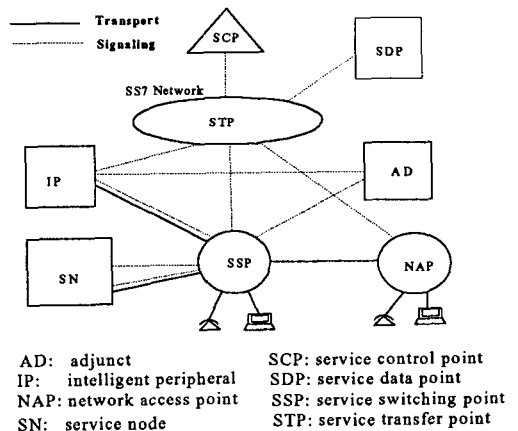 Transport
Signaling
SCP
SDP
SS7 Network
STP
IP
AD
SSP
NAP
SN
AD: adjunct
IP: intelligent peripheral
NAP: network access point
SN: service node
SCP: service control point
SDP: service data point
SSP: service switching point
STP: service transfer point